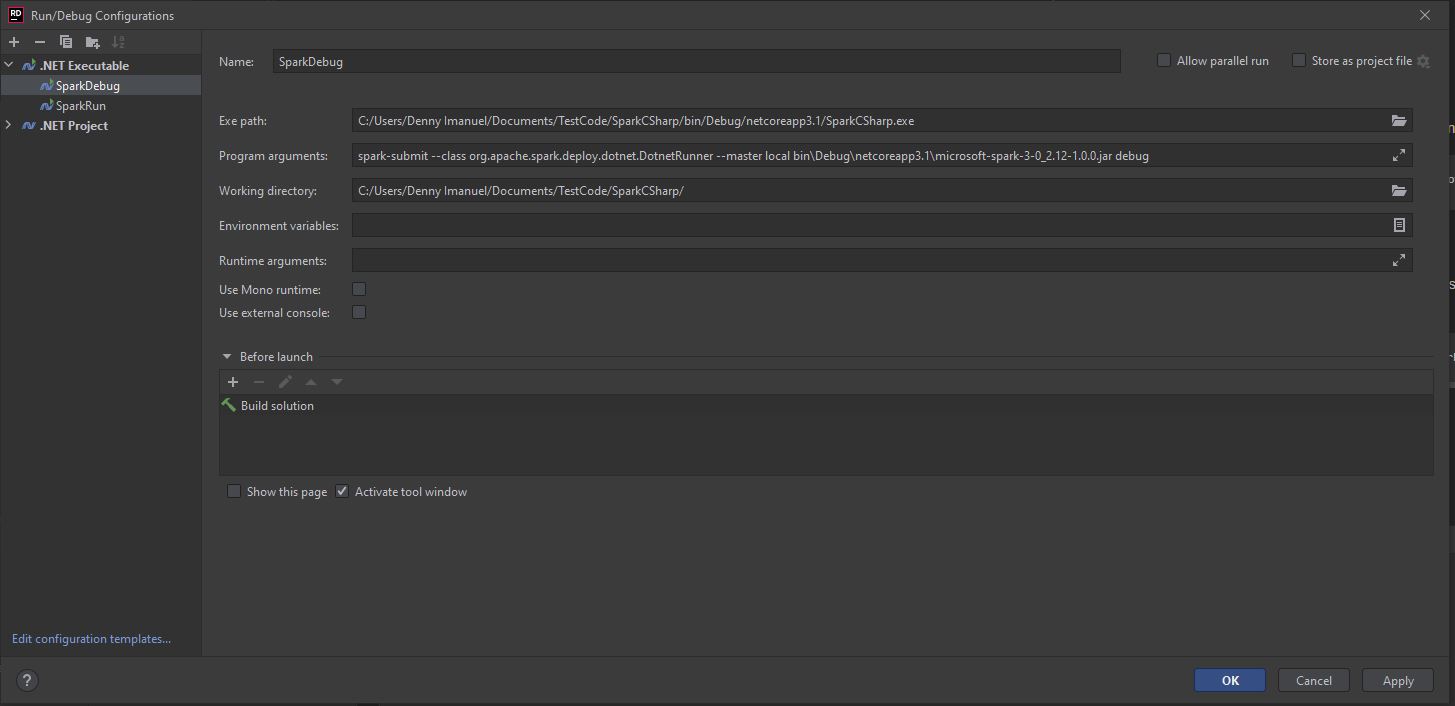 RD Run/Debug Configurations
.NET Executable
SparkDebug
SparkRun
.NET Project
Edit configuration templates...
Name: SparkDebug
Allow parallel run
Store as project file
Exe path: C:/Users/Denny Imanuel/Documents/TestCode/SparkCSharp/bin/Debug/netcoreapp3.1/SparkCSharp.exe
Program arguments: spark-submit --class org.apache.spark.deploy.dotnet.DotnetRunner --master local bin\Debug\netcoreapp3.1\microsoft-spark-3-0_2.12-1.0.0.jar debug
Working directory: C:/Users/Denny Imanuel/Documents/TestCode/SparkCSharp/
Environment variables:
Runtime arguments:
Use Mono runtime:
Use external console:
Before launch
Build solution
Show this page
Activate tool window
?
OK
Cancel
Apply